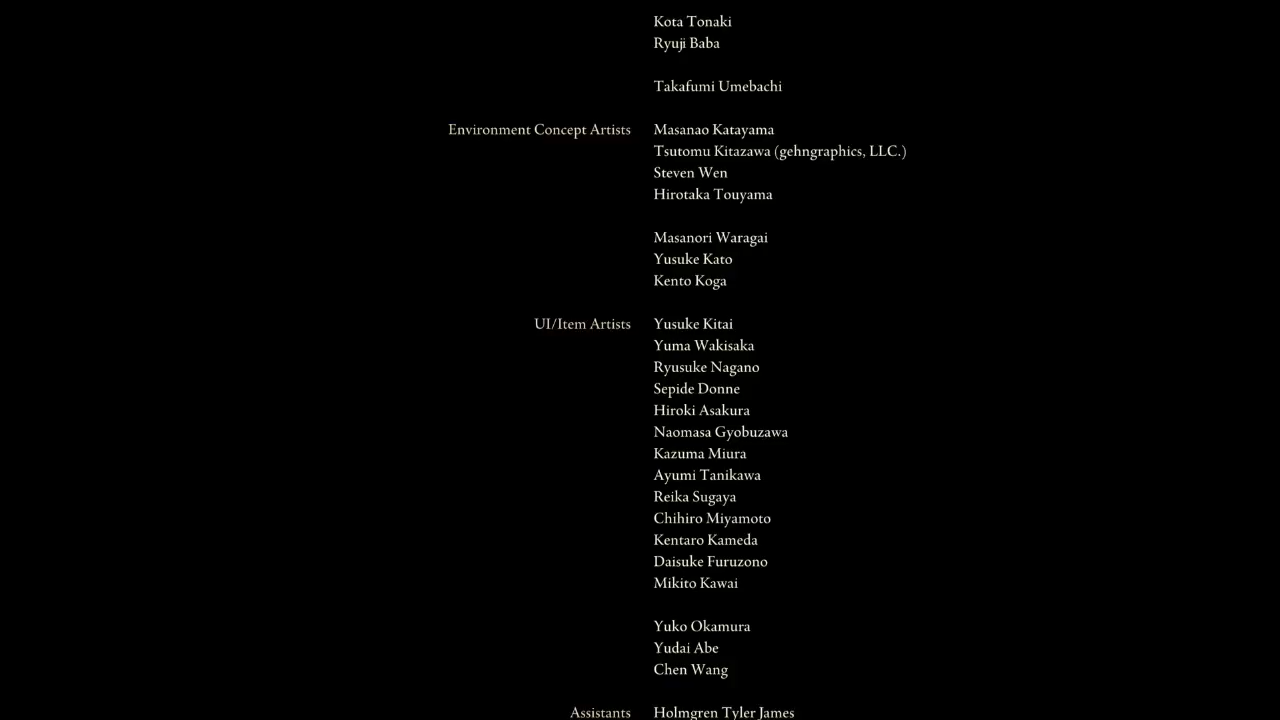 Kota Tonaki
Ryuji Baba
Takafumi Umebachi
Environment Concept Artists Masanao Katayama
Tsutomu Kitazawa (gehngraphics, LLC.)
Steven Wen
Hirotaka Touyama
Masanori Waragai
Yusuke Kato
Kento Koga
UI/Item Artists Yusuke Kitai
Yuma Wakisaka
Ryusuke Nagano
Sepide Donne
Hiroki Asakura
Naomasa Gyobuzawa
Kazuma Miura
Ayumi Tanikawa
Reika Sugaya
Chihiro Miyamoto
Kentaro Kameda
Daisuke Furuzono
Mikito Kawai
Yuko Okamura
Yudai Abe
Chen Wang
Assistants Holmgren Tyler James